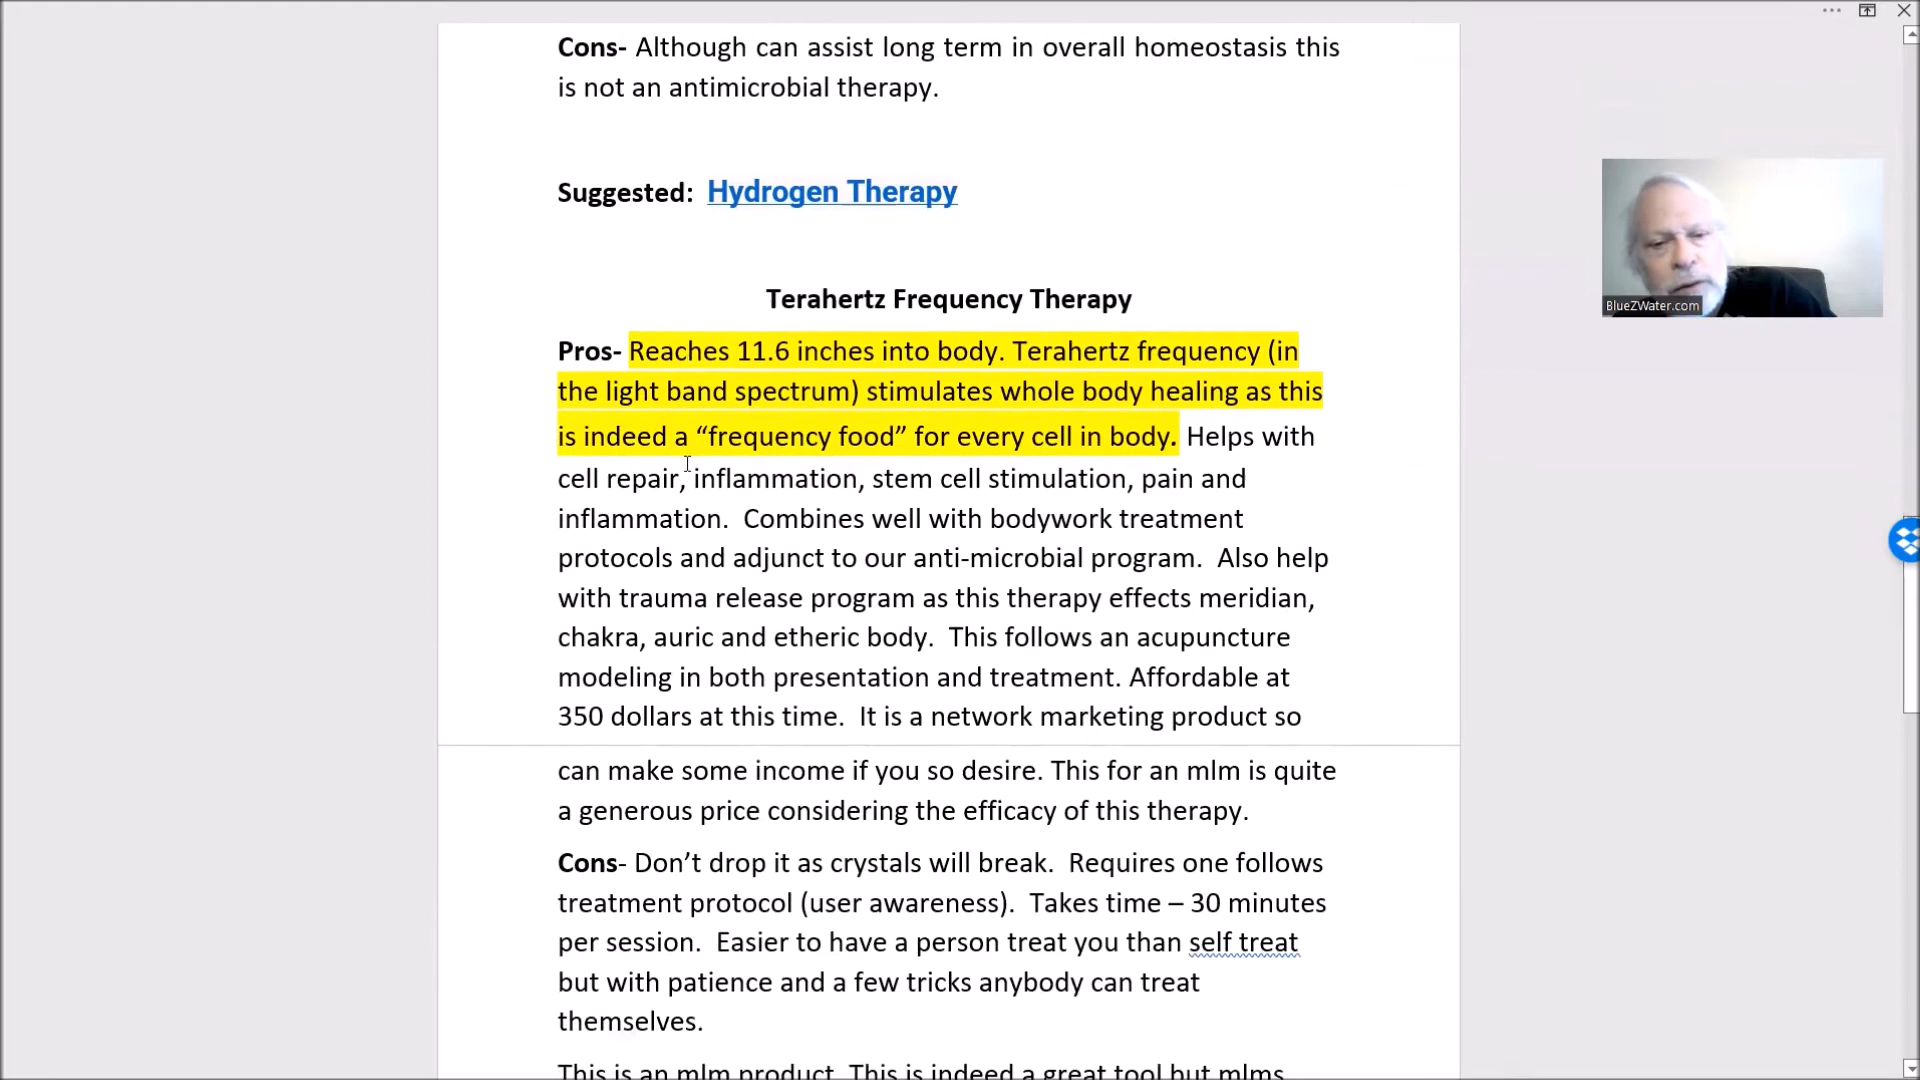 Cons- Although can assist long term in overall homeostasis this
is not an antimicrobial therapy.
Suggested: Hydrogen Therapy
BlueZWater.com
Terahertz Frequency Therapy
Pros- Reaches 11.6 inches into body. Terahertz frequency (in
the light band spectrum) stimulates whole body healing as this
is indeed a “frequency food” for every cell in body. Helps with
cell repair, inflammation, stem cell stimulation, pain and
inflammation. Combines well with bodywork treatment
protocols and adjunct to our anti-microbial program. Also help
with trauma release program as this therapy effects meridian,
chakra, auric and etheric body. This follows an acupuncture
modeling in both presentation and treatment. Affordable at
350 dollars at this time. It is a network marketing product so
can make some income if you so desire. This for an mlm is quite
a generous price considering the efficacy of this therapy.
Cons- Don’t drop it as crystals will break. Requires one follows
treatment protocol (user awareness). Takes time – 30 minutes
per session. Easier to have a person treat you than self treat
but with patience and a few tricks anybody can treat
themselves.
This is an mlm product. This is indeed a great tool but mlms